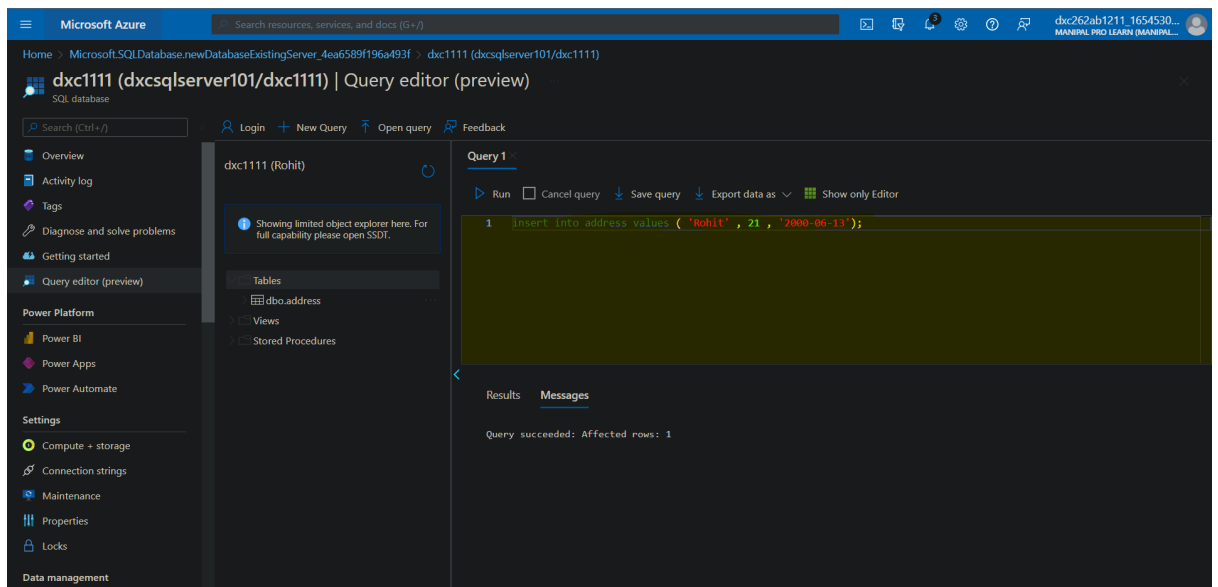 Microsoft Azure
Search resources, services, and docs (G+/)
3
dxc262ab1211_1654530...
MANIPAL PRO LEARN (MANIPAL...
Home > Microsoft.SQLDatabase.newDatabaseExistingServer_4ea6589f196a493f > dxc1111 (dxcsqlserver101/dxc1111)
dxc1111 (dxcsqlserver101/dxc1111) | Query editor (preview)
SQL database
Search (Ctrl+/)
Overview
Activity log
Tags
Diagnose and solve problems
Getting started
Query editor (preview)
Power Platform
Power BI
Power Apps
Power Automate
Settings
Compute + storage
Connection strings
Maintenance
Properties
Locks
Data management
Login
New Query
Open query
Feedback
dxc1111 (Rohit)
Showing limited object explorer here. For
full capability please open SSDT.
Tables
dbo.address
Views
Stored Procedures
Query 1
Run
Cancel query
Save query
Export data as
Show only Editor
1 insert into address values ( 'Rohit' , 21 , '2000-06-13');
Results
Messages
Query succeeded: Affected rows: 1